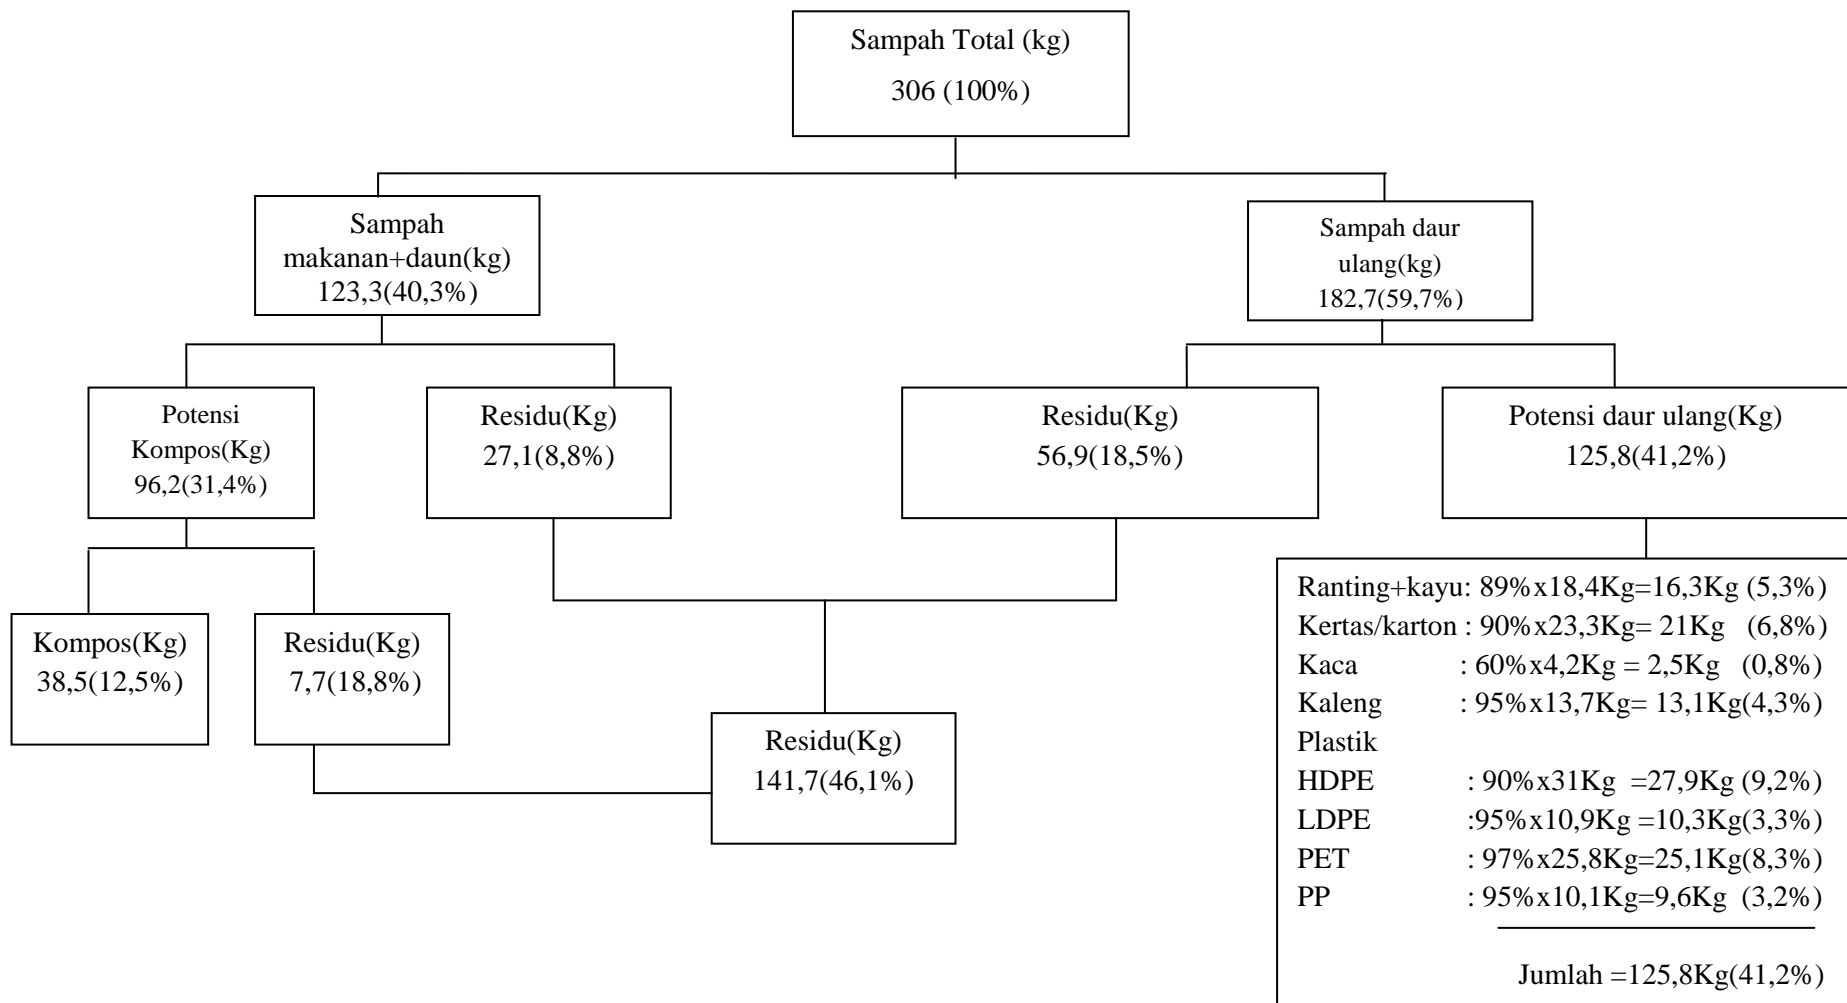 Sampah Total (kg)
306 (100%)
Sampah
makanan+daun(kg)
123,3(40,3%)
Sampah daur
ulang(kg)
182,7(59,7%)
Potensi
Kompos(Kg)
96,2(31,4%)
Residu(Kg)
27,1(8,8%)
Residu(Kg)
56,9(18,5%)
Potensi daur ulang(Kg)
125,8(41,2%)
Kompos(Kg)
38,5(12,5%)
Residu(Kg)
7,7(18,8%)
Residu(Kg)
141,7(46,1%)
Ranting+kayu: 89%x18,4Kg=16,3Kg (5,3%)
Kertas/karton : 90%x23,3Kg= 21Kg (6,8%)
Kaca : 60%x4,2Kg = 2,5Kg (0,8%)
Kaleng : 95%x13,7Kg= 13,1Kg(4,3%)
Plastik
HDPE : 90%x31Kg =27,9Kg (9,2%)
LDPE :95%x10,9Kg =10,3Kg(3,3%)
PET : 97%x25,8Kg=25,1Kg(8,3%)
PP : 95%x10,1Kg=9,6Kg (3,2%)
Jumlah =125,8Kg(41,2%)